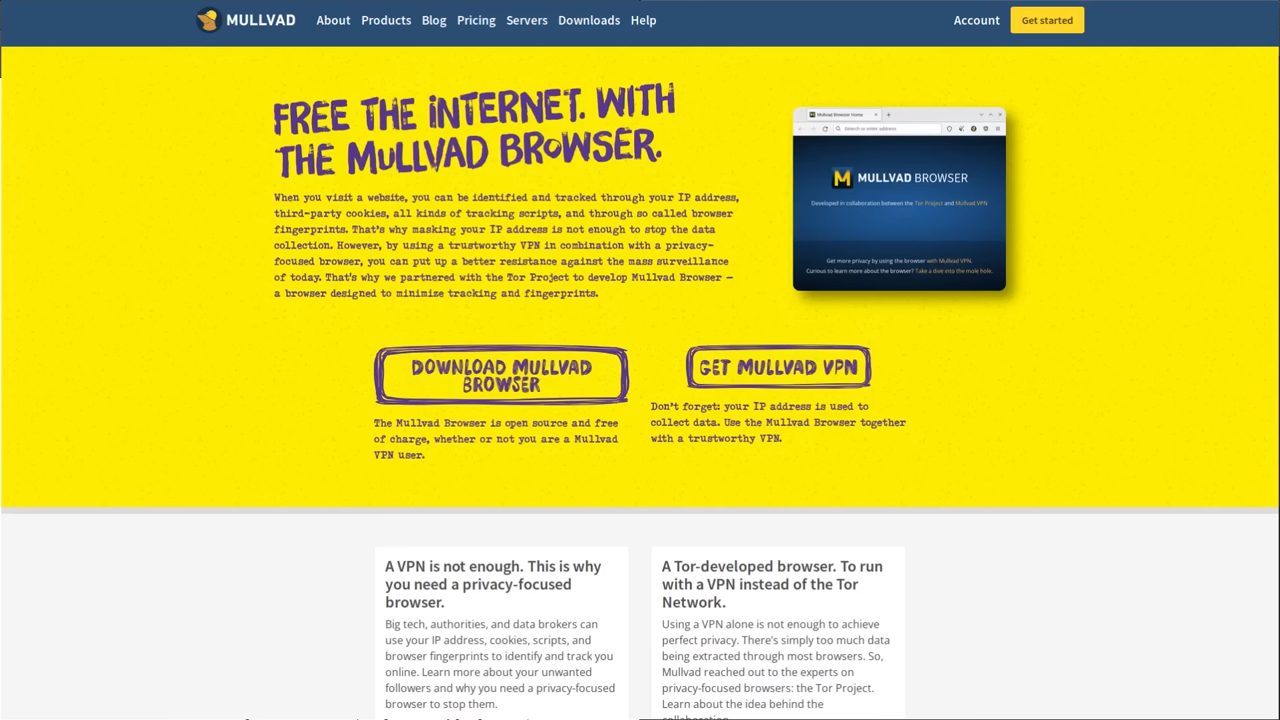 MULLVAD About Products Blog Pricing Servers Downloads Help Account Get started
FREE THE INTERNET. WITH
THE MULLVAD BROWSER.
When you visit a website, you can be identified and tracked through your IP address,
third-party cookies, all kinds of tracking scripts, and through so called browser
fingerprints. That's why masking your IP address is not enough to stop the data
collection. However, by using a trustworthy VPN in combination with a privacy-
focused browser, you can put up a better resistance against the mass surveillance
of today. That's why we partnered with the Tor Project to develop Mullvad Browser –
a browser designed to minimize tracking and fingerprints.
Mullvad Browser Home
Search or enter address
MULLVAD BROWSER
Developed in collaboration between the Tor Project and Mullvad VPN
Get more privacy by using the browser with Mullvad VPN.
Curious to learn more about the browser? Take a dive into the mole hole.
DOWNLOAD MULLVAD
BROWSER
The Mullvad Browser is open source and free
of charge, whether or not you are a Mullvad
VPN user.
GET MULLVAD VPN
Don't forget: your IP address is used to
collect data. Use the Mullvad Browser together
with a trustworthy VPN.
A VPN is not enough. This is why
you need a privacy-focused
browser.
Big tech, authorities, and data brokers can
use your IP address, cookies, scripts, and
browser fingerprints to identify and track you
online. Learn more about your unwanted
followers and why you need a privacy-focused
browser to stop them.
A Tor-developed browser. To run
with a VPN instead of the Tor
Network.
Using a VPN alone is not enough to achieve
perfect privacy. There's simply too much data
being extracted through most browsers. So,
Mullvad reached out to the experts on
privacy-focused browsers: the Tor Project.
Learn about the idea behind the